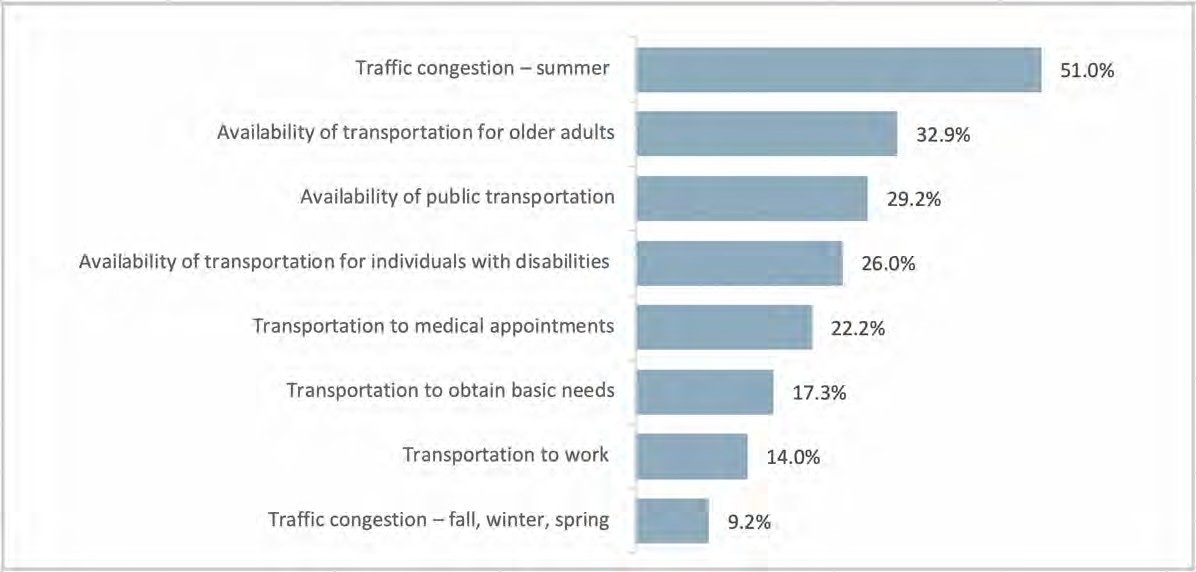 Traffic congestion – summer 51.0%
Availability of transportation for older adults 32.9%
Availability of public transportation 29.2%
Availability of transportation for individuals with disabilities 26.0%
Transportation to medical appointments 22.2%
Transportation to obtain basic needs 17.3%
Transportation to work 14.0%
Traffic congestion – fall, winter, spring 9.2%